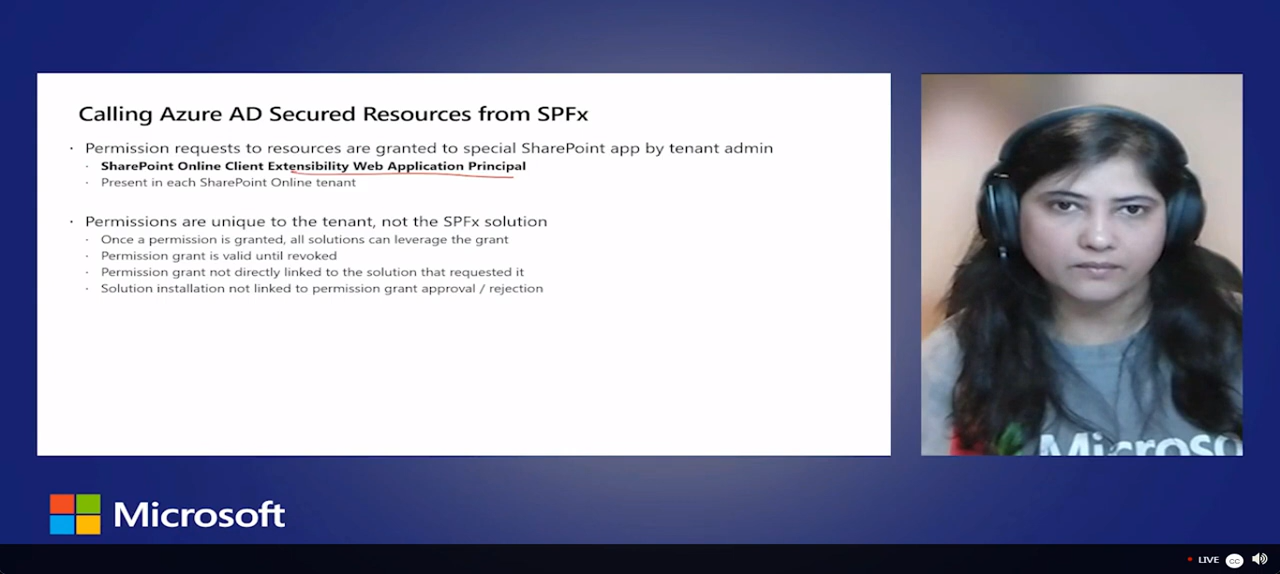 Calling Azure AD Secured Resources from SPFx
· Permission requests to resources are granted to special SharePoint app by tenant admin
· SharePoint Online Client Extensibility Web Application Principal
· Present in each SharePoint Online tenant
· Permissions are unique to the tenant, not the SPFx solution
· Once a permission is granted, all solutions can leverage the grant
· Permission grant is valid until revoked
· Permission grant not directly linked to the solution that requested it
· Solution installation not linked to permission grant approval / rejection
Microso
Microsoft
LIVE CC